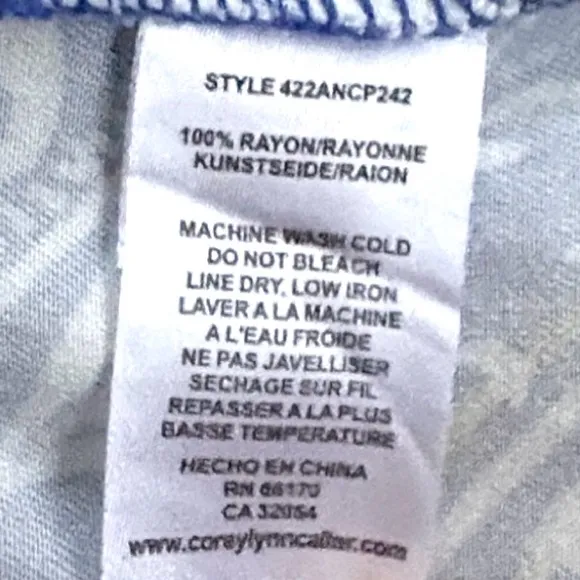 STYLE 422ANCP242
100% RAYON/RAYONNE
KUNSTSEIDE/RAION
MACHINE WASH COLD
DO NOT BLEACH
LINE DRY, LOW IRON
LAVER A LA MACHINE
A L'EAU FROIDE
NE PAS JAVELLISER
SECHAGE SUR FIL
REPASSER A LA PLUS
BASSE TEMPERATURE
HECHO EN CHINA
RN 66170
CA 32054
www.coreylynncalter.com